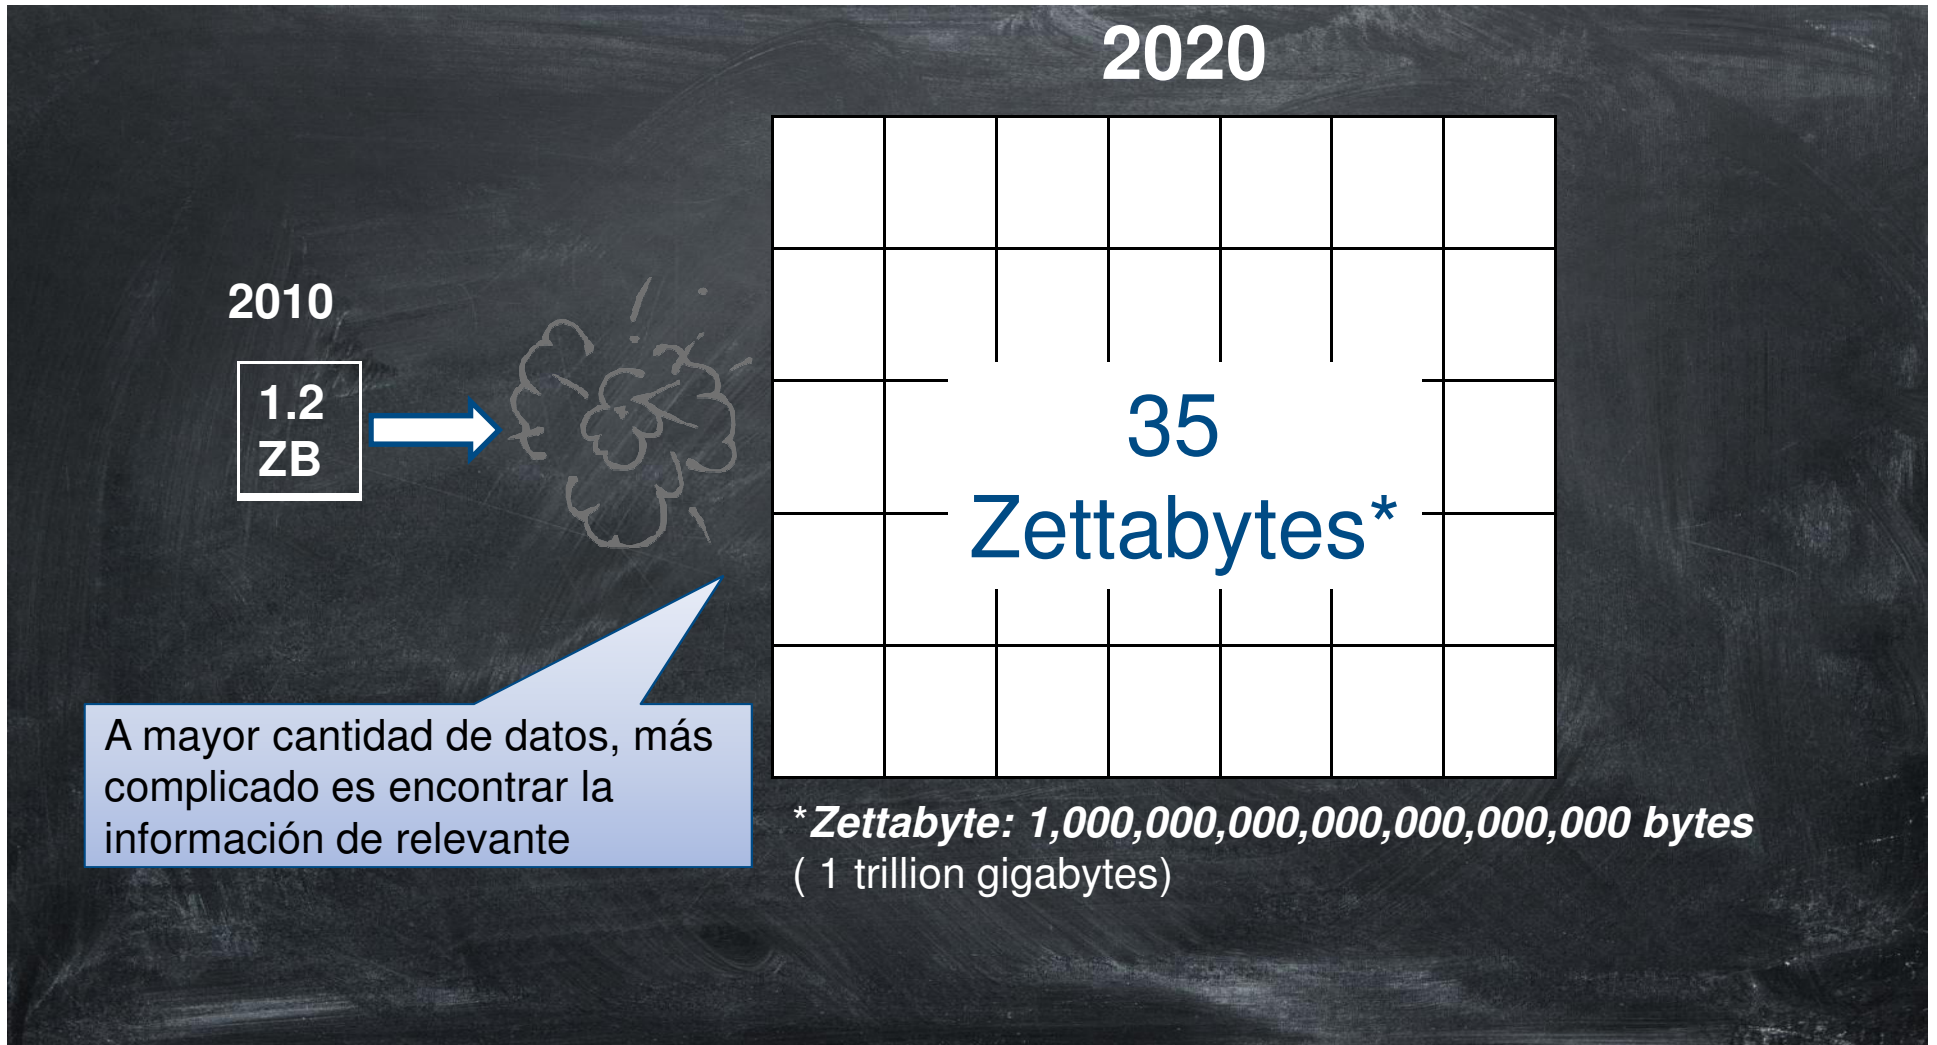 2020
2010
1.2
ZB
35
Zettabytes*
A mayor cantidad de datos, más
complicado es encontrar la
información de relevante
*Zettabyte: 1,000,000,000,000,000,000,000 bytes
( 1 trillion gigabytes)